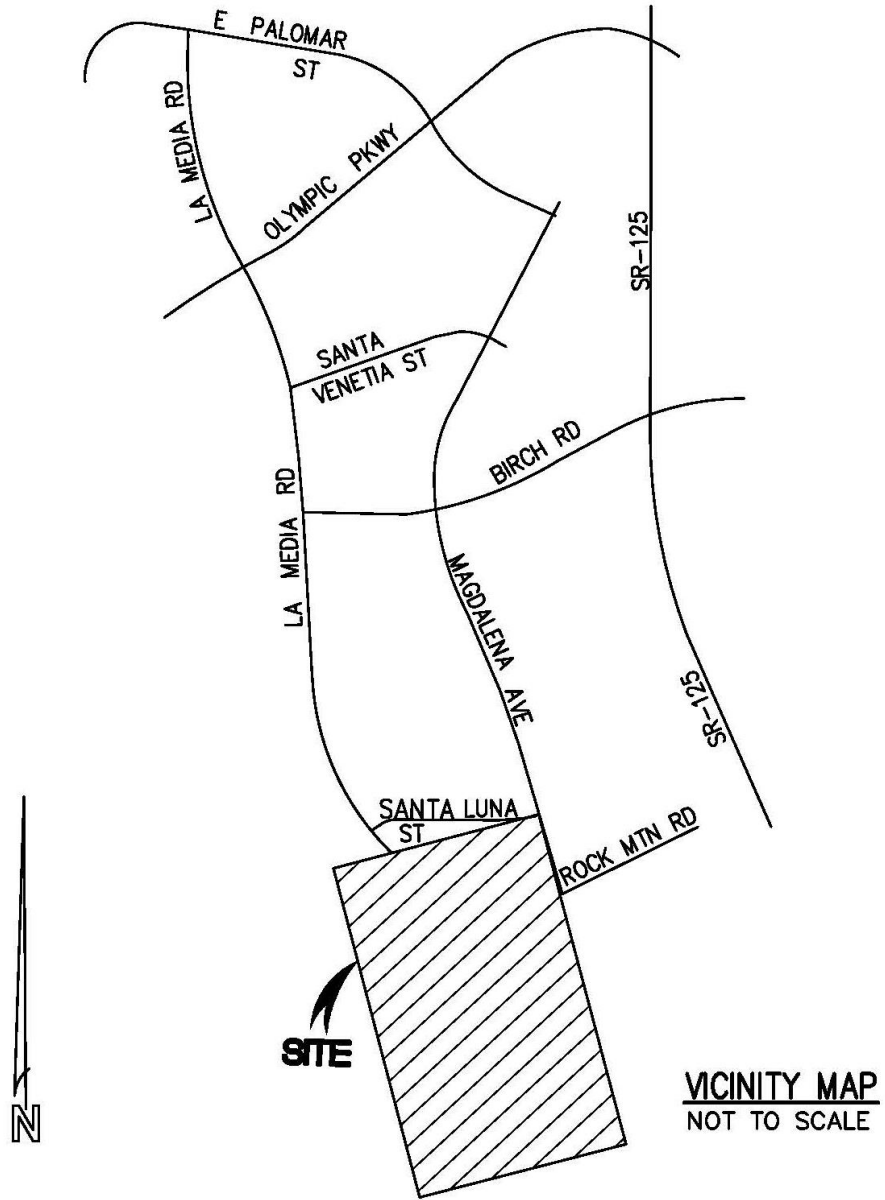 E PALOMAR
ST
LA MEDIA RD
OLYMPIC PKWY
SR-125
SANTA
VENETIA ST
BIRCH RD
LA MEDIA RD
MAGDALENA AVE
SR-125
SANTA LUNA
ST
ROCK MTN RD
SITE
VICINITY MAP
NOT TO SCALE
N